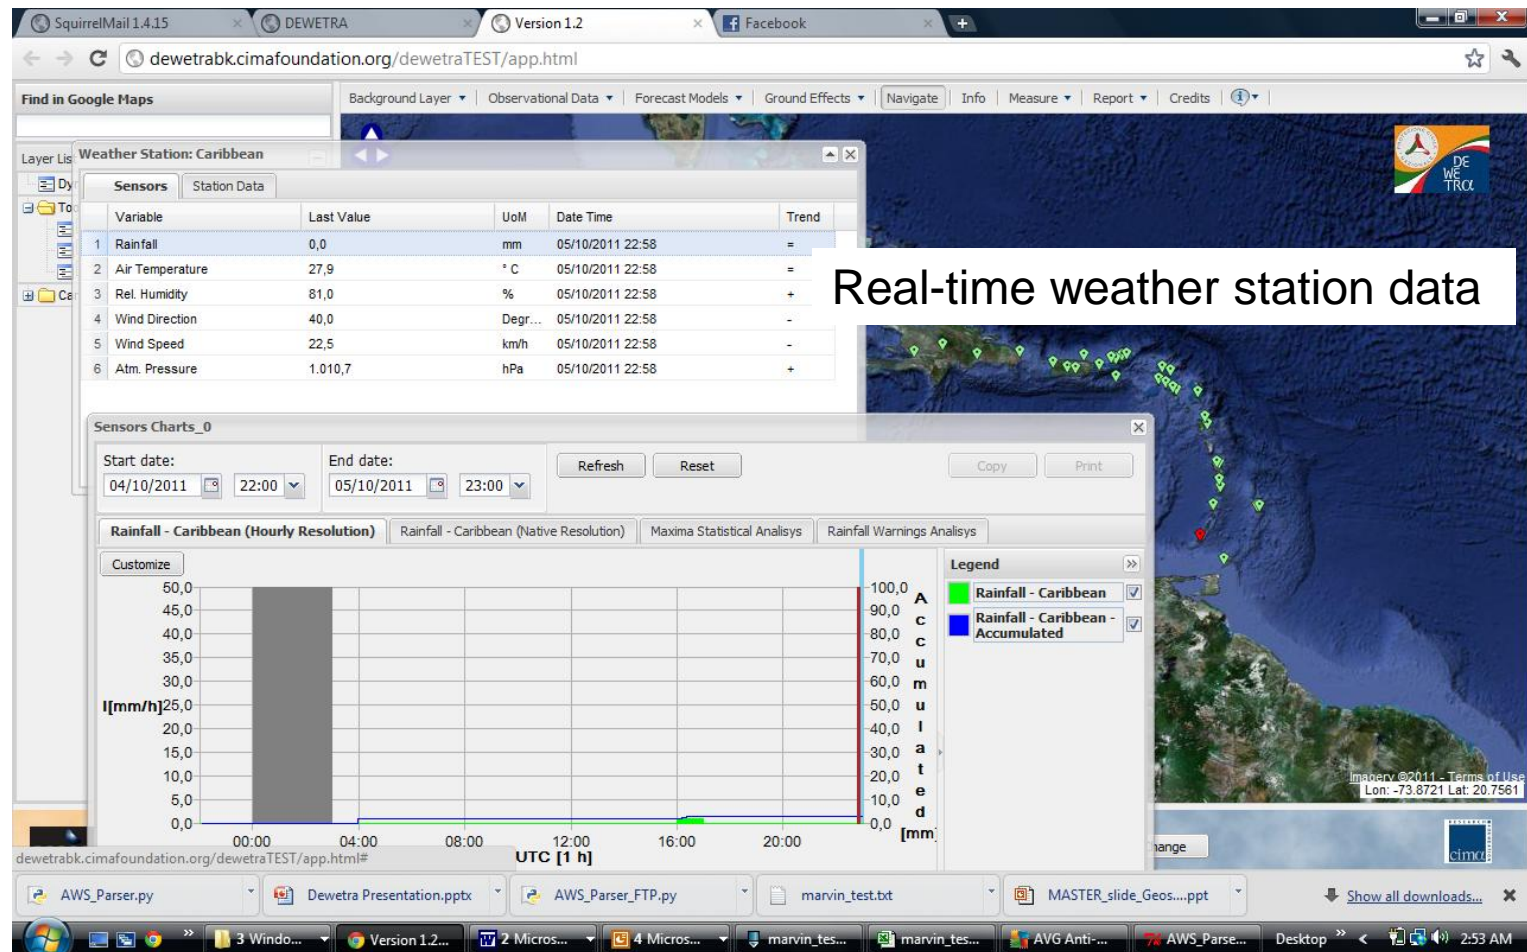 SquirrelMail 1.4.15
DEWETRA
Version 1.2
Facebook
dewetrabk.cimafoundation.org/dewetraTEST/app.html
Find in Google Maps
Background Layer
Observational Data
Forecast Models
Ground Effects
Navigate
Info
Measure
Report
Credits
DE
WE
TRα
Layer Lis
Dy
To
Ca
Weather Station: Caribbean
Sensors
Station Data
Variable Last Value UoM Date Time Trend
1 Rainfall 0,0 mm 05/10/2011 22:58 =
2 Air Temperature 27,9 ° C 05/10/2011 22:58 =
3 Rel. Humidity 81,0 % 05/10/2011 22:58 +
4 Wind Direction 40,0 Degr... 05/10/2011 22:58 -
5 Wind Speed 22,5 km/h 05/10/2011 22:58 -
6 Atm. Pressure 1.010,7 hPa 05/10/2011 22:58 +
Real-time weather station data
Sensors Charts_0
Start date:
04/10/2011 22:00
End date:
05/10/2011 23:00
Refresh
Reset
Copy
Print
Rainfall - Caribbean (Hourly Resolution)
Rainfall - Caribbean (Native Resolution)
Maxima Statistical Analisys
Rainfall Warnings Analisys
Customize
50,0
45,0
40,0
35,0
30,0
I[mm/h]25,0
20,0
15,0
10,0
5,0
0,0
100,0
90,0
80,0
70,0
60,0
50,0
40,0
30,0
20,0
10,0
0,0
Accumulated
[mm
00:00 04:00 08:00 12:00 16:00 20:00
UTC [1 h]
Legend
Rainfall - Caribbean
Rainfall - Caribbean -
Accumulated
Imagery ©2011 - Terms of Use
Lon: -73.8721 Lat: 20.7561
hange
cima
dewetrabk.cimafoundation.org/dewetraTEST/app.html#
AWS_Parser.py
Dewetra Presentation.pptx
AWS_Parser_FTP.py
marvin_test.txt
MASTER_slide_Geos....ppt
Show all downloads...
3 Windo...
Version 1.2...
2 Micros...
4 Micros...
marvin_tes...
marvin_tes...
AVG Anti-...
AWS_Parse...
Desktop
2:53 AM